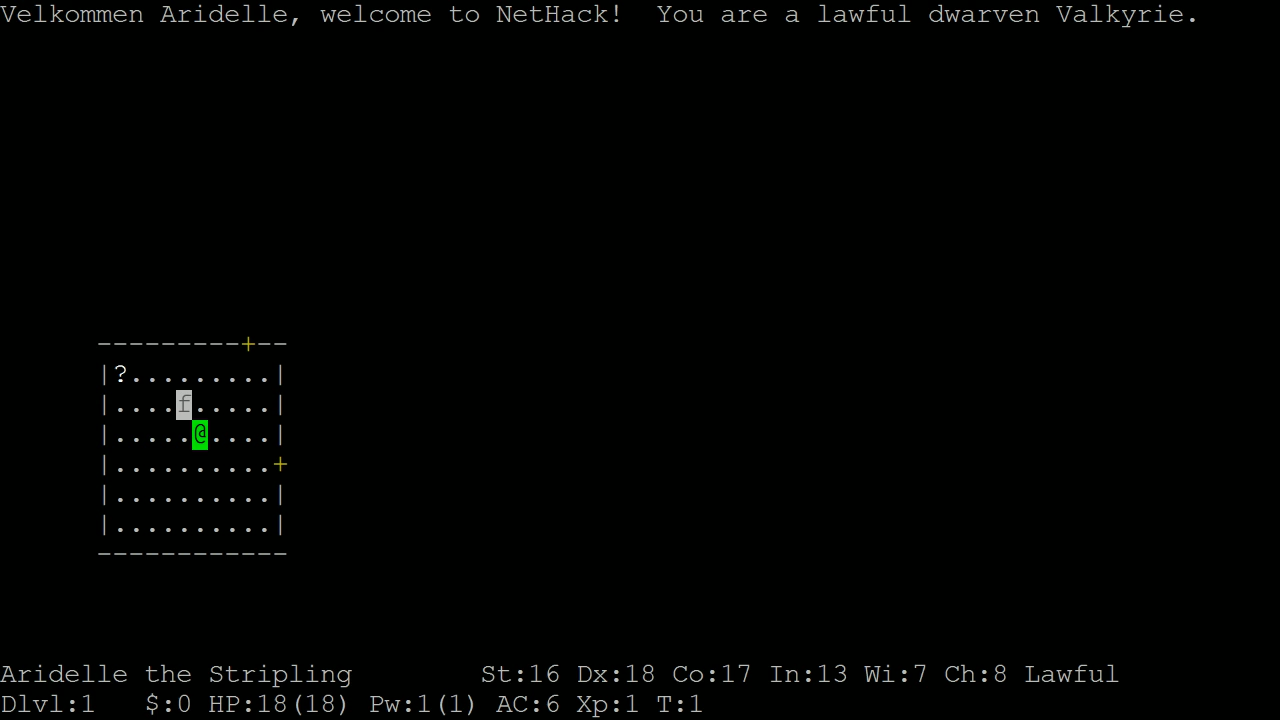 Velkommen Aridelle, welcome to NetHack!  You are a lawful dwarven Valkyrie.
---------+--
|?.........|
|....f.....|
|.....@....|
|..........+
|..........|
|..........|
------------
Aridelle the Stripling        St:16 Dx:18 Co:17 In:13 Wi:7 Ch:8 Lawful
Dlvl:1   $:0 HP:18(18) Pw:1(1) AC:6 Xp:1 T:1